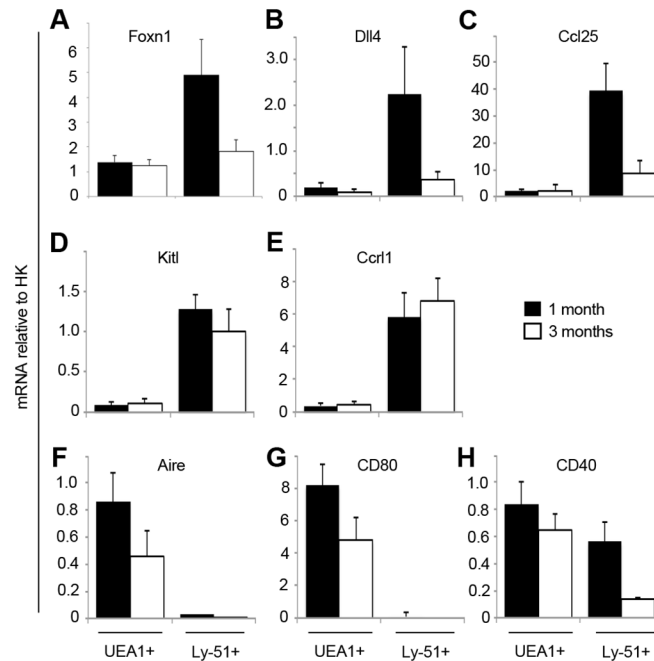 mRNA relative to HK
A
Foxn1
6
5
4
3
2
1
0
B
Dll4
3.0
2.0
1.0
0
C
Ccl25
50
40
30
20
10
0
D
Kitl
1.5
1.0
0.5
0
E
Ccrl1
8
6
4
2
0
1 month
3 months
F
Aire
1.0
0.8
0.6
0.4
0.2
0
UEA1+
Ly-51+
G
CD80
8
6
4
2
0
UEA1+
Ly-51+
H
CD40
1.0
0.8
0.6
0.4
0.2
0
UEA1+
Ly-51+